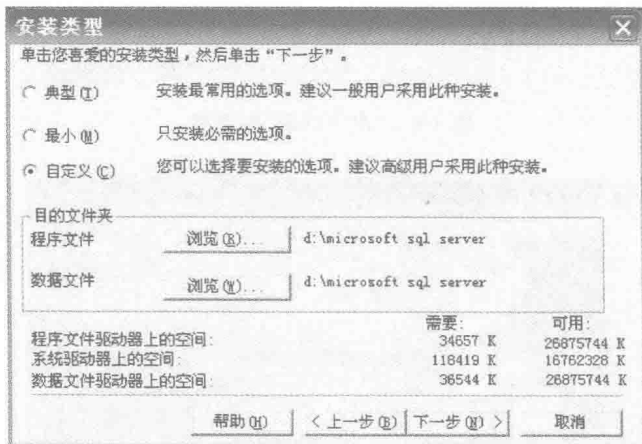 安装类型
单击您喜爱的安装类型，然后单击“下一步”。
典型(T) 安装最常用的选项。建议一般用户采用此种安装。
最小(M) 只安装必需的选项。
自定义(C) 您可以选择要安装的选项。建议高级用户采用此种安装。
目的文件夹
程序文件 浏览(R)... d:\microsoft sql server
数据文件 浏览(W)... d:\microsoft sql server
需要: 可用:
程序文件驱动器上的空间: 34657 K 26875744 K
系统驱动器上的空间: 118419 K 16762328 K
数据文件驱动器上的空间: 36544 K 26875744 K
帮助(H) < 上一步(B) 下一步(N) > 取消